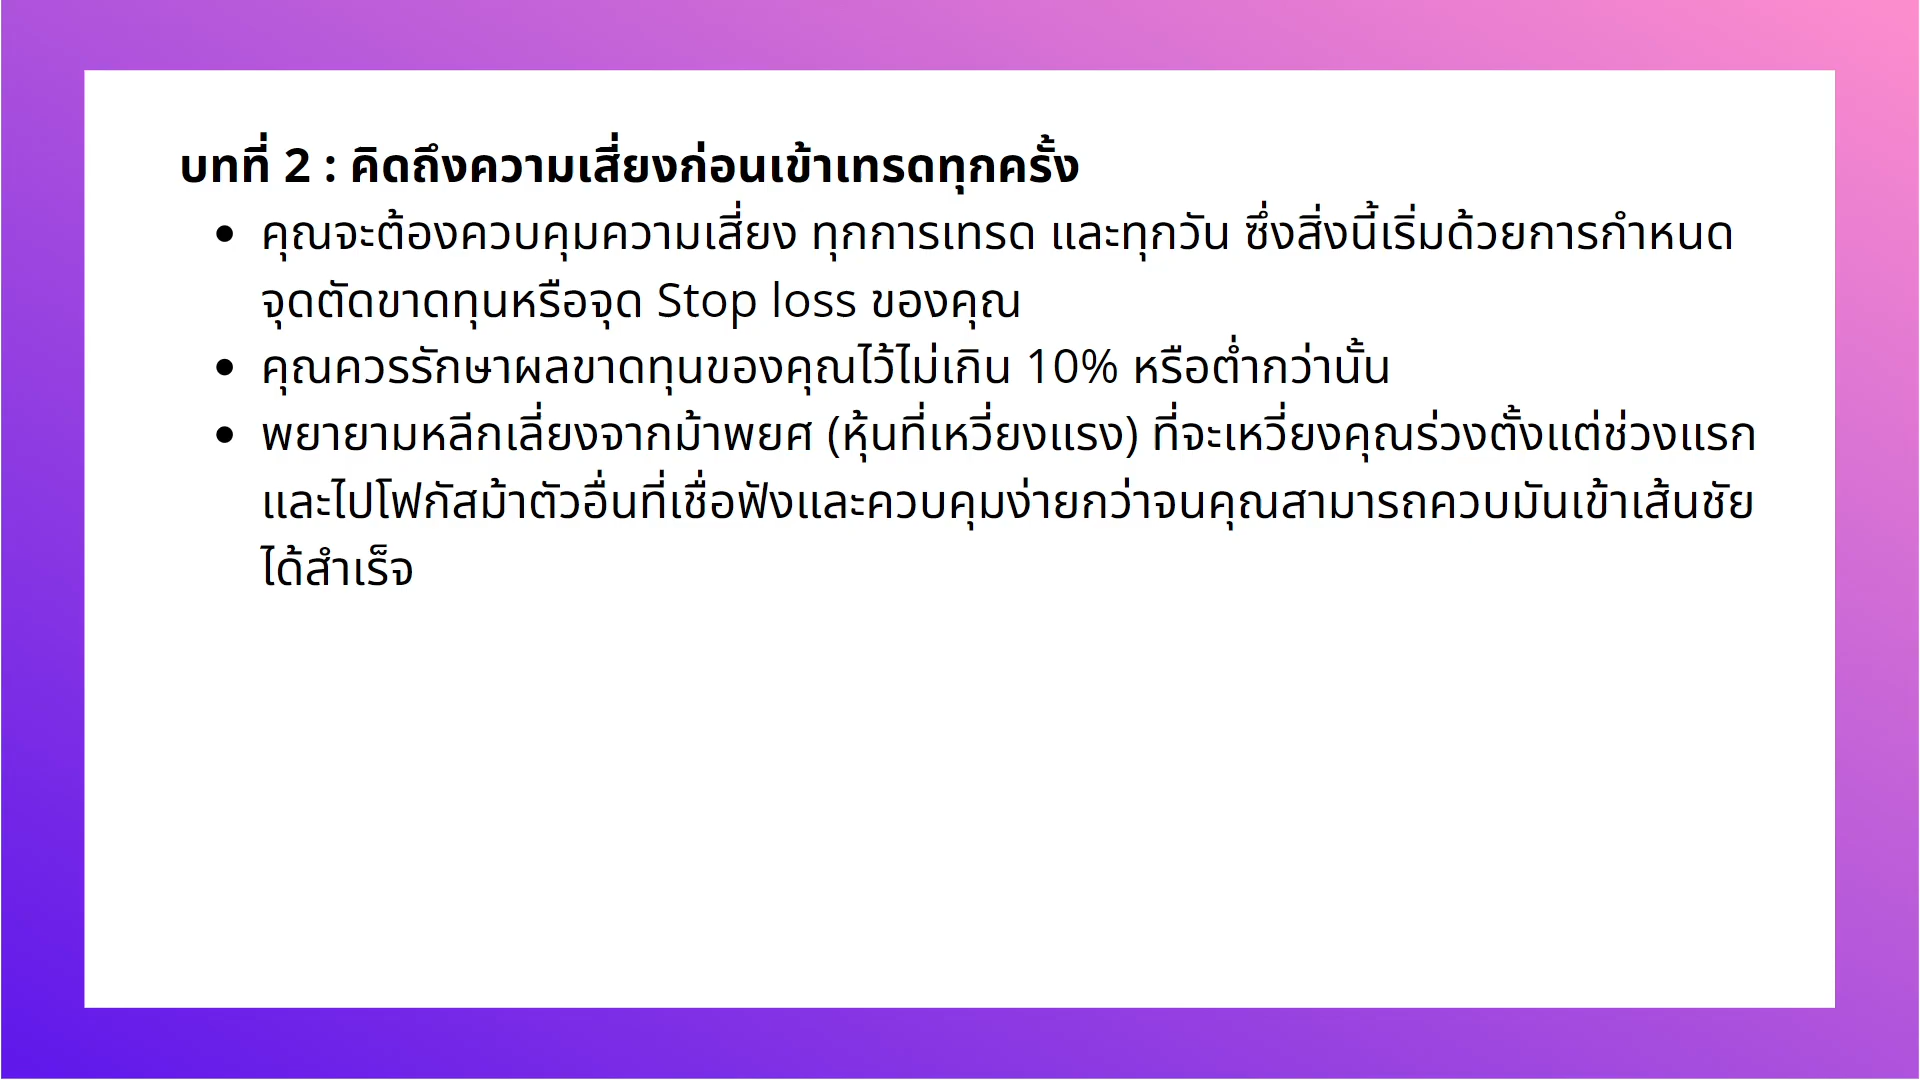 บทที่ 2 : คิดถึงความเสี่ยงก่อนเข้าเทรดทุกครั้ง
• คุณจะต้องควบคุมความเสี่ยง ทุกการเทรด และทุกวัน ซึ่งสิ่งนี้เริ่มด้วยการกำหนด
จุดตัดขาดทุนหรือจุด Stop loss ของคุณ
• คุณควรรักษาผลขาดทุนของคุณไว้ไม่เกิน 10% หรือต่ำกว่านั้น
• พยายามหลีกเลี่ยงจากม้าพยศ (หุ้นที่เหวี่ยงแรง) ที่จะเหวี่ยงคุณร่วงตั้งแต่ช่วงแรก
และไปโฟกัสม้าตัวอื่นที่เชื่อฟังและควบคุมง่ายกว่าจนคุณสามารถควบมันเข้าเส้นชัย
ได้สำเร็จ